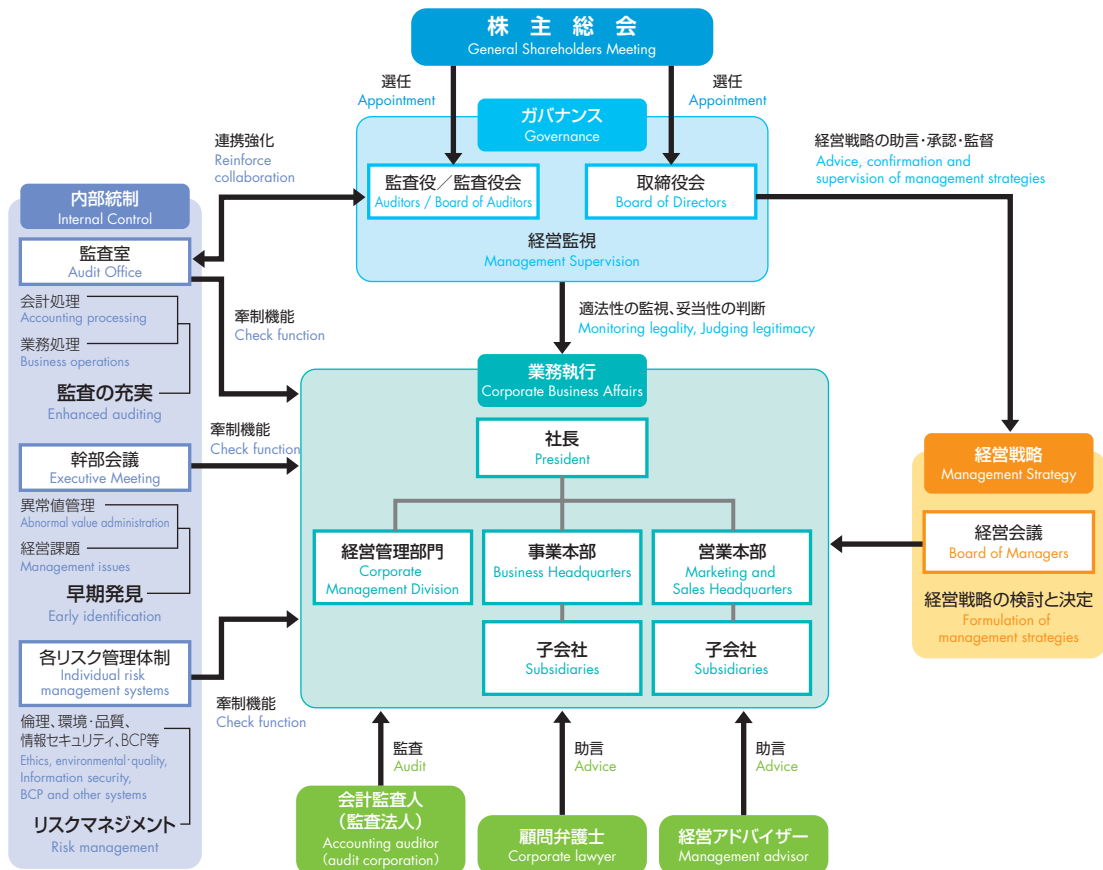 株主総会
General Shareholders Meeting
選任
Appointment
選任
Appointment
ガバナンス
Governance
連携強化
Reinforce
collaboration
経営戦略の助言・承認・監督
Advice, confirmation and
supervision of management strategies
監査役/監査役会
Auditors / Board of Auditors
取締役会
Board of Directors
経営監視
Management Supervision
内部統制
Internal Control
監査室
Audit Office
会計処理
Accounting processing
業務処理
Business operations
監査の充実
Enhanced auditing
牽制機能
Check function
適法性の監視、妥当性の判断
Monitoring legality, Judging legitimacy
業務執行
Corporate Business Affairs
社長
President
牽制機能
Check function
幹部会議
Executive Meeting
異常値管理
Abnormal value administration
経営課題
Management issues
早期発見
Early identification
経営管理部門
Corporate
Management Division
事業本部
Business Headquarters
営業本部
Marketing and
Sales Headquarters
子会社
Subsidiaries
子会社
Subsidiaries
経営戦略
Management Strategy
経営会議
Board of Managers
経営戦略の検討と決定
Formulation of
management strategies
各リスク管理体制
Individual risk
management systems
牽制機能
Check function
倫理、環境・品質、
情報セキュリティ、BCP等
Ethics, environmental·quality,
Information security,
BCP and other systems
リスクマネジメント
Risk management
監査
Audit
助言
Advice
助言
Advice
会計監査人
(監査法人)
Accounting auditor
(audit corporation)
顧問弁護士
Corporate lawyer
経営アドバイザー
Management advisor